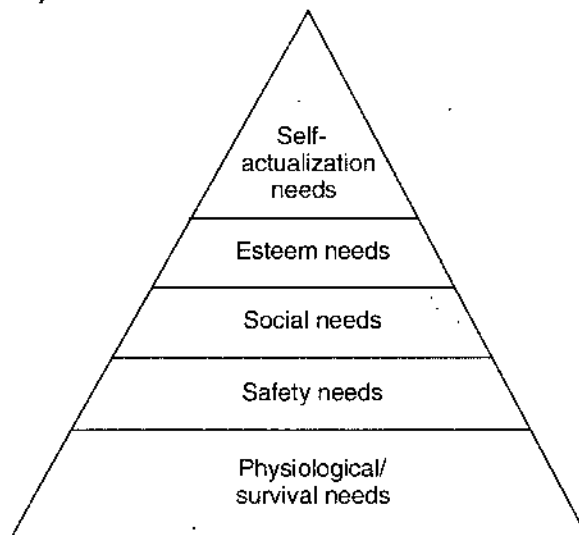 Self-
actualization
needs
Esteem needs
Social needs
Safety needs
Physiological/
survival needs